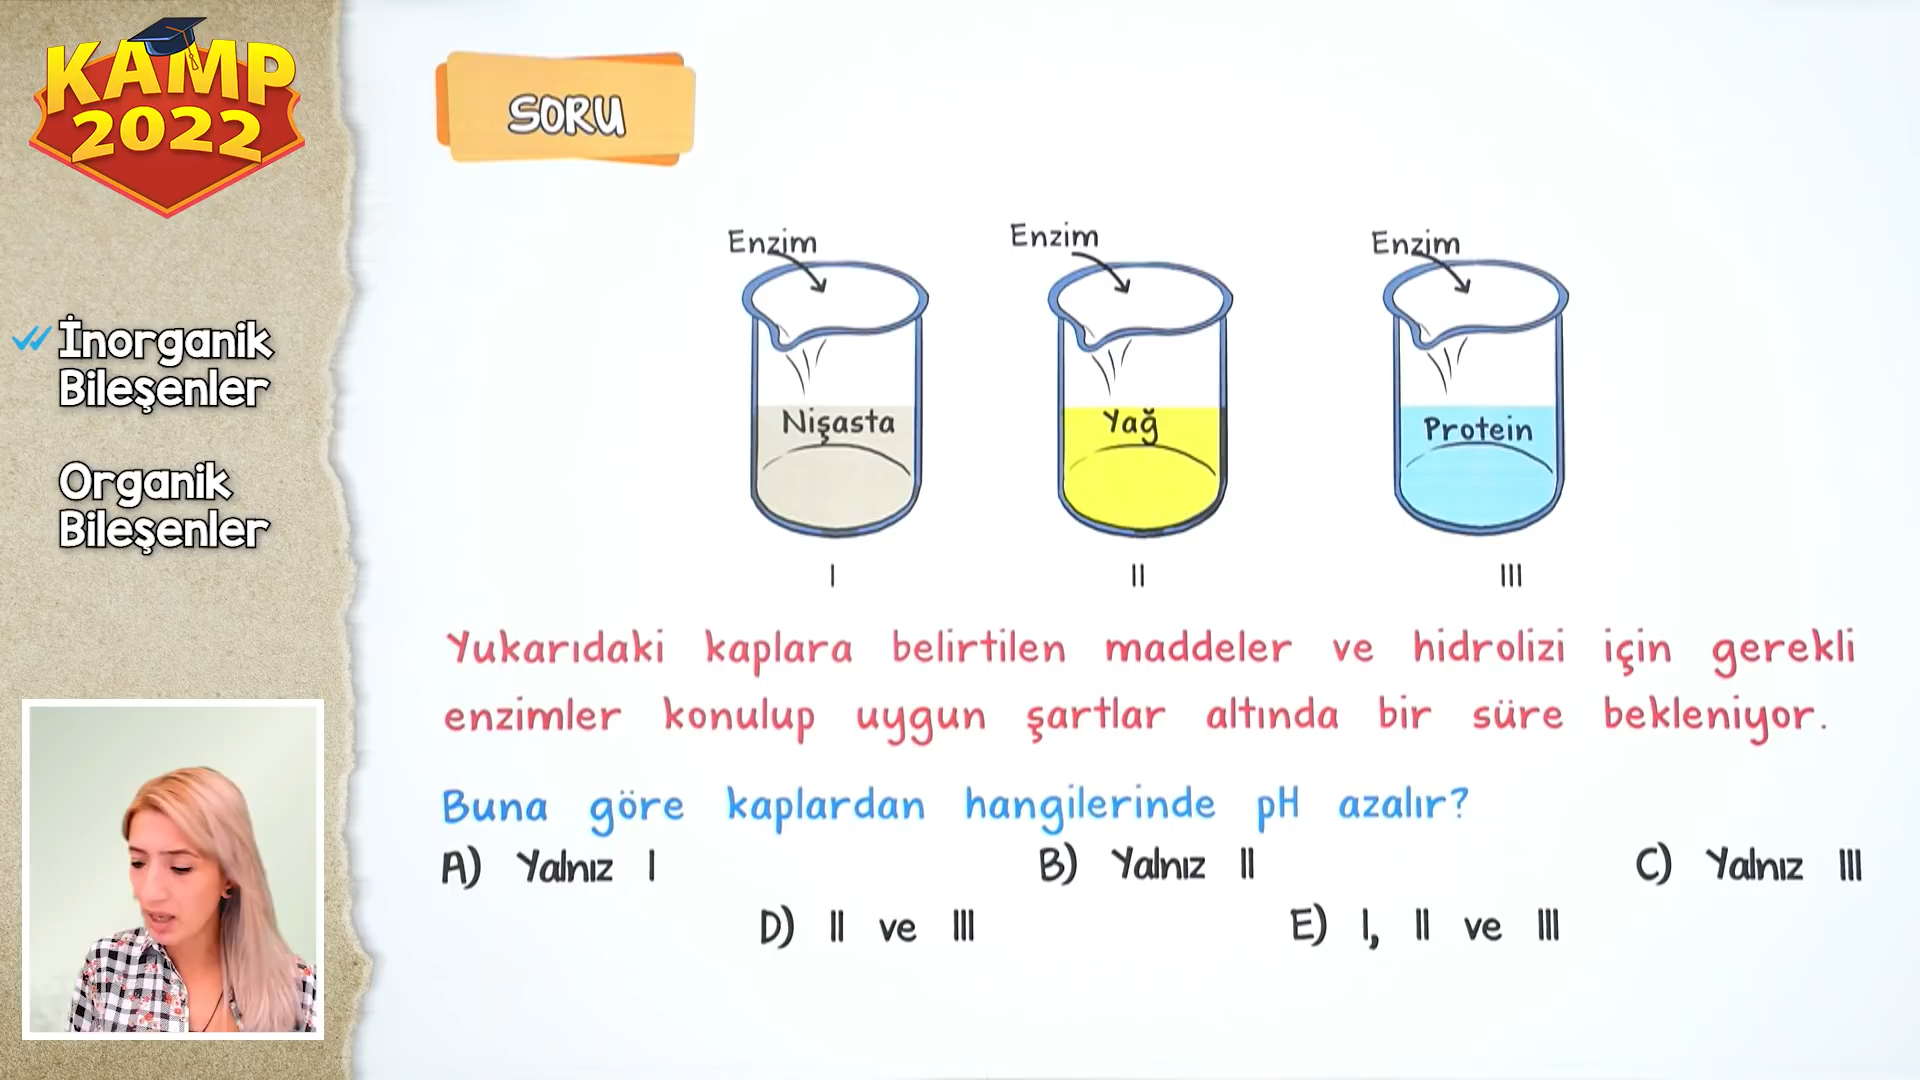 KAMP
2022
İnorganik
Bileşenler
Organik
Bileşenler
SORU
Enzim
Enzim
Enzim
Nişasta
Yağ
Protein
I
II
III
Yukarıdaki kaplara belirtilen maddeler ve hidrolizi için gerekli
enzimler konulup uygun şartlar altında bir süre bekleniyor.
Buna göre kaplardan hangilerinde pH azalır?
A) Yalnız I
B) Yalnız II
C) Yalnız III
D) II ve III
E) I, II ve III